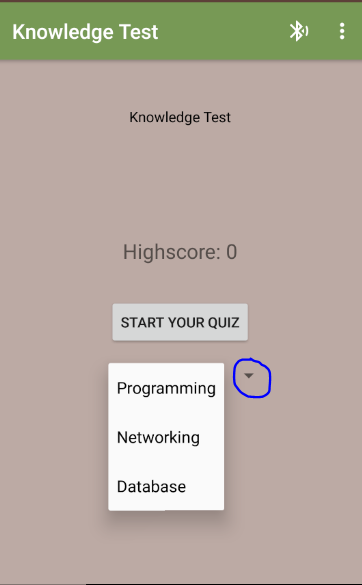 Knowledge Test
Knowledge Test
Highscore: 0
START YOUR QUIZ
Programming
Networking
Database